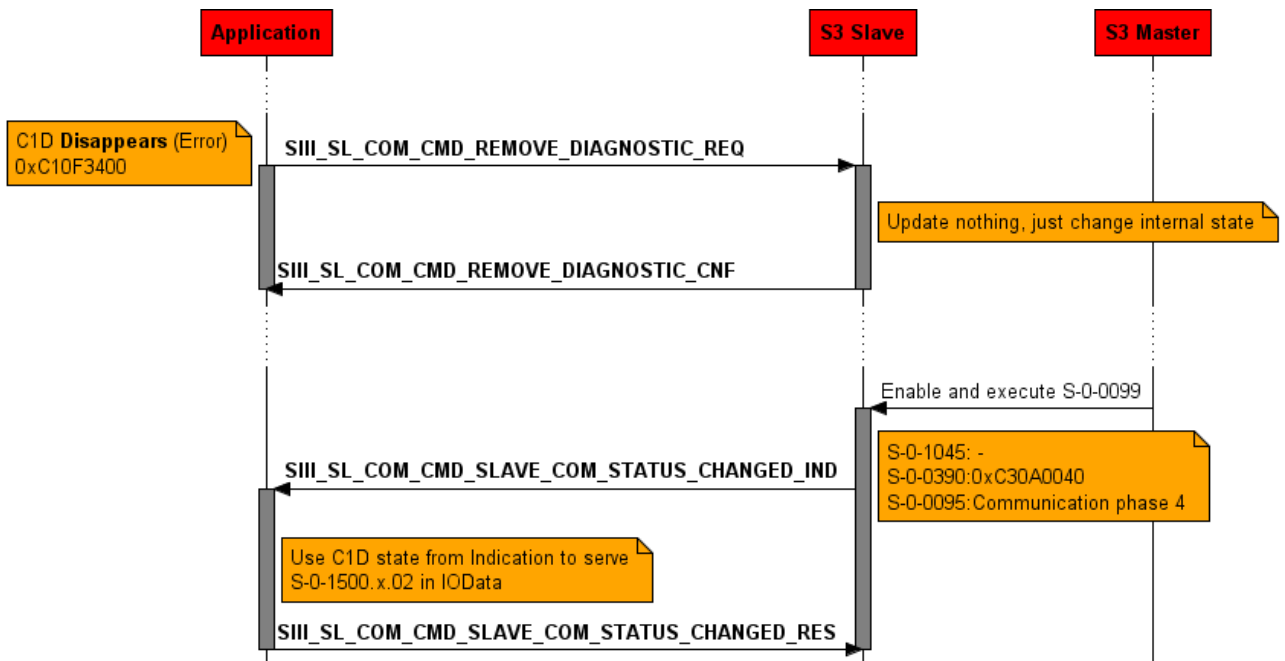 Application
S3 Slave
S3 Master
C1D Disappears (Error)
0xC10F3400
SIII_SL_COM_CMD_REMOVE_DIAGNOSTIC_REQ
Update nothing, just change internal state
SIII_SL_COM_CMD_REMOVE_DIAGNOSTIC_CNF
Enable and execute S-0-0099
S-0-1045: -
S-0-0390:0xC30A0040
S-0-0095:Communication phase 4
SIII_SL_COM_CMD_SLAVE_COM_STATUS_CHANGED_IND
Use C1D state from Indication to serve
S-0-1500.x.02 in IOData
SIII_SL_COM_CMD_SLAVE_COM_STATUS_CHANGED_RES